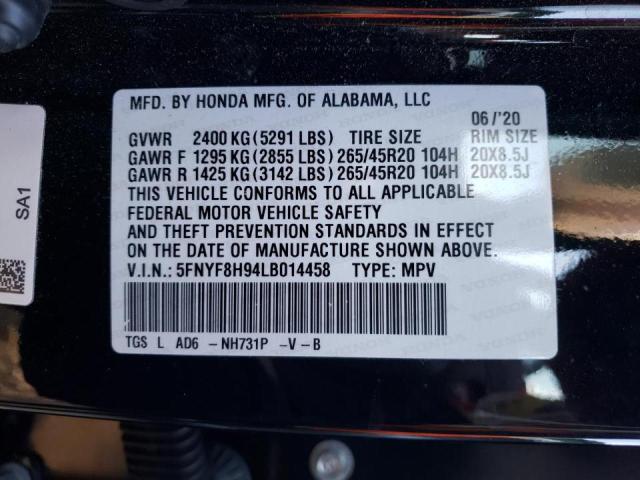 MFD. BY HONDA MFG. OF ALABAMA, LLC
06/'20
GVWR 2400 KG (5291 LBS) TIRE SIZE RIM SIZE
GAWR F 1295 KG (2855 LBS) 265/45R20 104H 20X8.5J
GAWR R 1425 KG (3142 LBS) 265/45R20 104H 20X8.5J
THIS VEHICLE CONFORMS TO ALL APPLICABLE
FEDERAL MOTOR VEHICLE SAFETY
AND THEFT PREVENTION STANDARDS IN EFFECT
ON THE DATE OF MANUFACTURE SHOWN ABOVE.
V.I.N.: 5FNYF8H94LB014458 TYPE: MPV
TGS L AD6 -NH731P -V-B
SA1